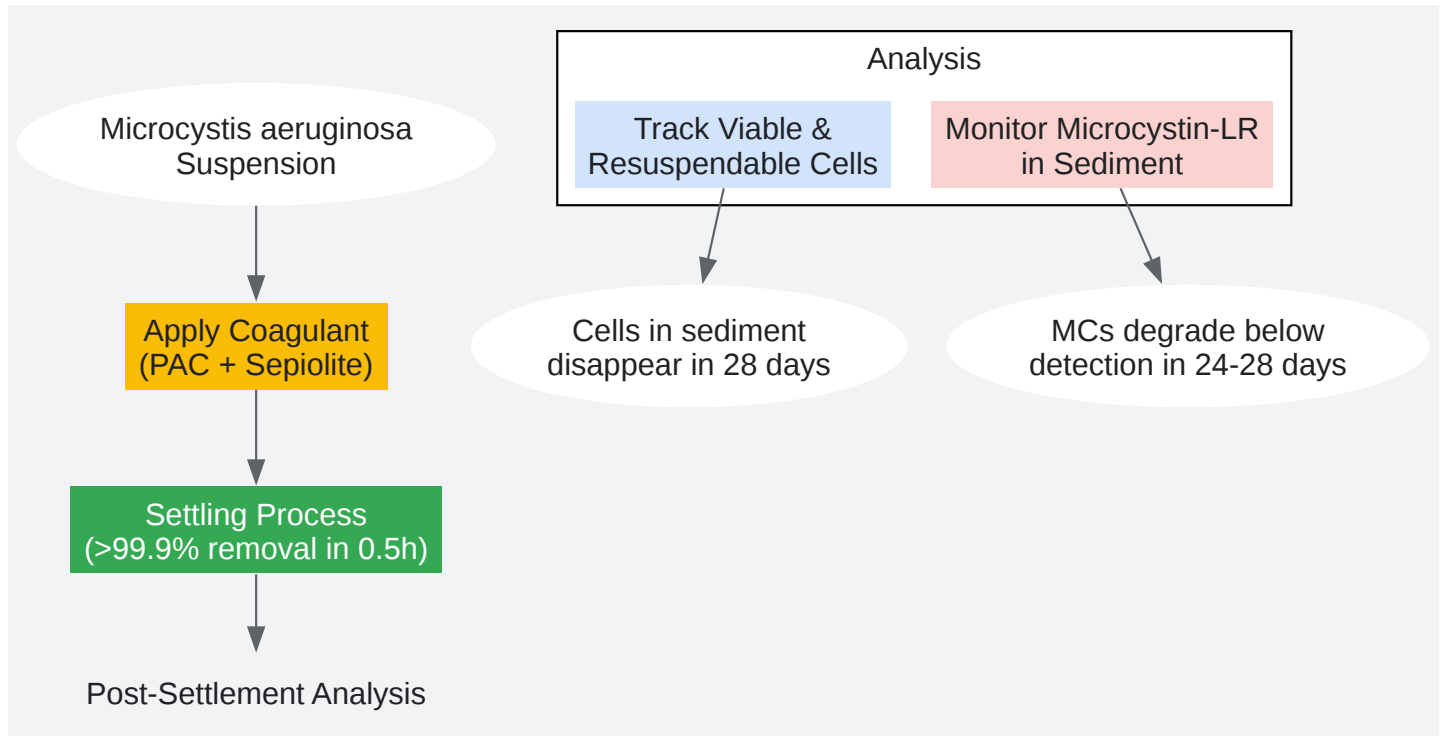 Microcystis aeruginosa
Suspension
Apply Coagulant
(PAC + Sepiolite)
Settling Process
(>99.9% removal in 0.5h)
Post-Settlement Analysis
Analysis
Track Viable &
Resuspendable Cells
Monitor Microcystin-LR
in Sediment
Cells in sediment
disappear in 28 days
MCs degrade below
detection in 24-28 days